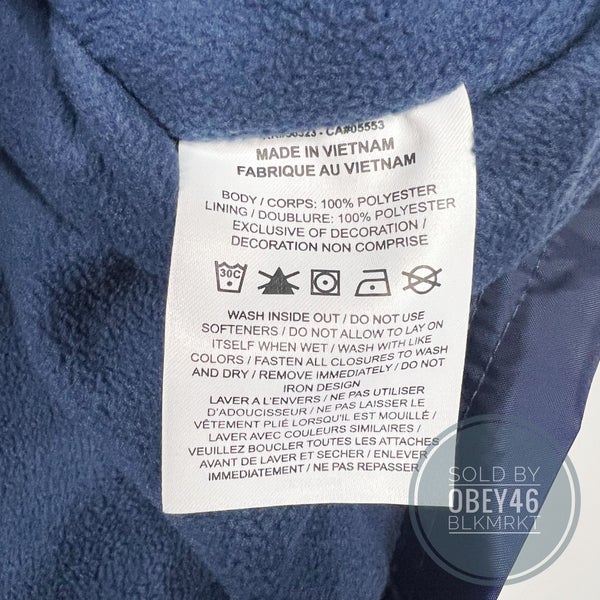 CA#05553
MADE IN VIETNAM
FABRIQUE AU VIETNAM
BODY / CORPS: 100% POLYESTER
LINING / DOUBLURE: 100% POLYESTER
EXCLUSIVE OF DECORATION /
DECORATION NON COMPRISE
30C
WASH INSIDE OUT / DO NOT USE
SOFTENERS / DO NOT ALLOW TO LAY ON
ITSELF WHEN WET / WASH WITH LIKE
COLORS / FASTEN ALL CLOSURES TO WASH
AND DRY / REMOVE IMMEDIATELY / DO NOT
IRON DESIGN
LAVER A L'ENVERS / NE PAS UTILISER
D'ADOUCISSEUR / NE PAS LAISSER LE
VÊTEMENT PLIÉ LORSQU'IL EST MOUILLÉ /
LAVER AVEC COULEURS SIMILAIRES /
VEUILLEZ BOUCLER TOUTES LES ATTACHES
AVANT DE LAVER ET SECHER / ENLEVER
IMMEDIATEMENT / NE PAS REPASSER
SOLD BY
OBEY46
BLKMRKT